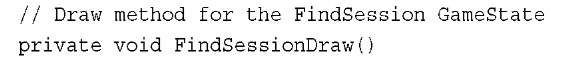 // Draw method for the FindSession GameState
private void FindSessionDraw()